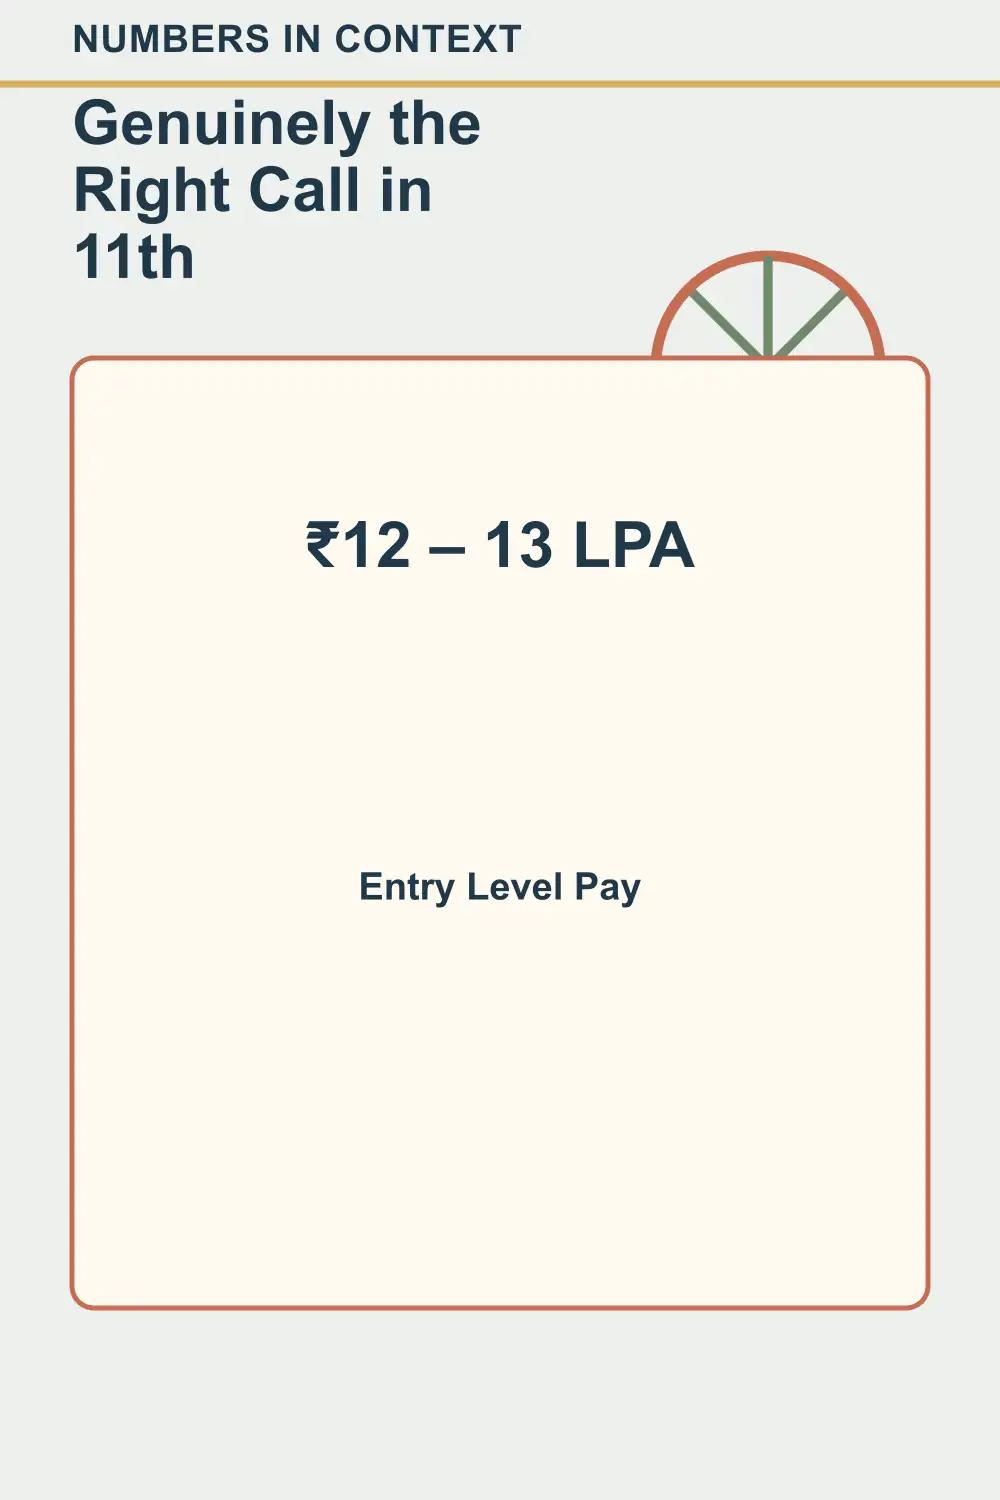 NUMBERS IN CONTEXT
Genuinely the
Right Call in
11th
₹12 – 13 LPA
Entry Level Pay